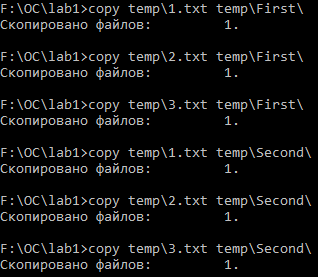 F:\OC\lab1>copy temp\1.txt temp\First\
Скопировано файлов:         1.
F:\OC\lab1>copy temp\2.txt temp\First\
Скопировано файлов:         1.
F:\OC\lab1>copy temp\3.txt temp\First\
Скопировано файлов:         1.
F:\OC\lab1>copy temp\1.txt temp\Second\
Скопировано файлов:         1.
F:\OC\lab1>copy temp\2.txt temp\Second\
Скопировано файлов:         1.
F:\OC\lab1>copy temp\3.txt temp\Second\
Скопировано файлов:         1.